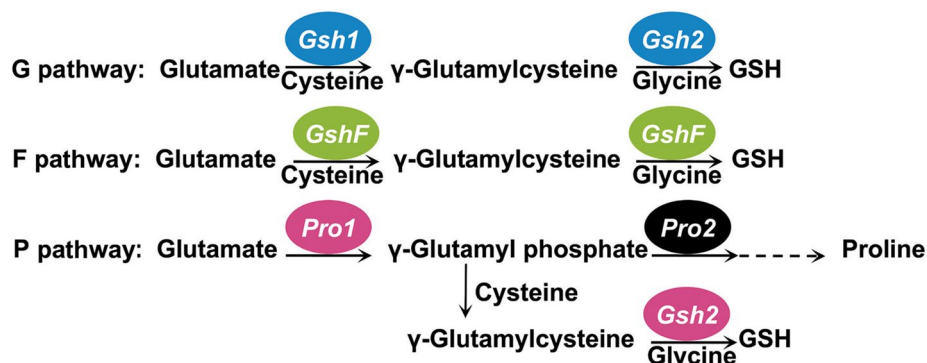 Gsh1 Gsh2
G pathway: Glutamate γ-Glutamylcysteine GSH
Cysteine Glycine
GshF GshF
F pathway: Glutamate γ-Glutamylcysteine GSH
Cysteine Glycine
Pro1 Pro2
P pathway: Glutamate γ-Glutamyl phosphate Proline
Cysteine
Gsh2
γ-Glutamylcysteine GSH
Glycine